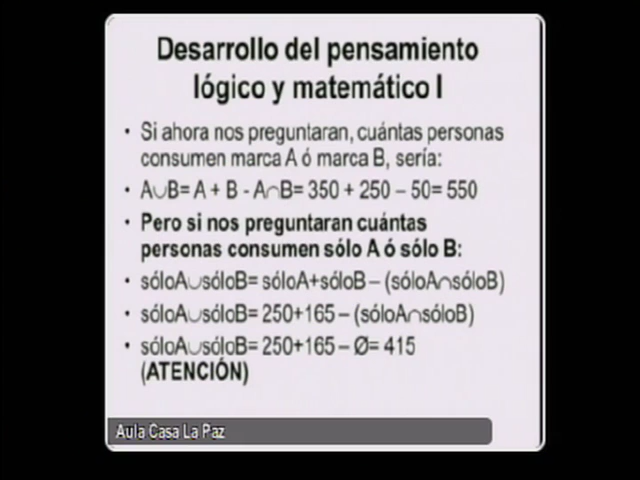 Desarrollo del pensamiento
lógico y matemático I
• Si ahora nos preguntaran, cuántas personas
consumen marca A ó marca B, sería:
• A∪B= A + B - A∩B= 350 + 250 – 50= 550
• Pero si nos preguntaran cuántas
personas consumen sólo A ó sólo B:
• sóloA∪sóloB= sóloA+sóloB – (sóloA∩sóloB)
• sóloA∪sóloB= 250+165 – (sóloA∩sóloB)
• sóloA∪sóloB= 250+165 – Ø= 415
(ATENCIÓN)
Aula Casa La Paz